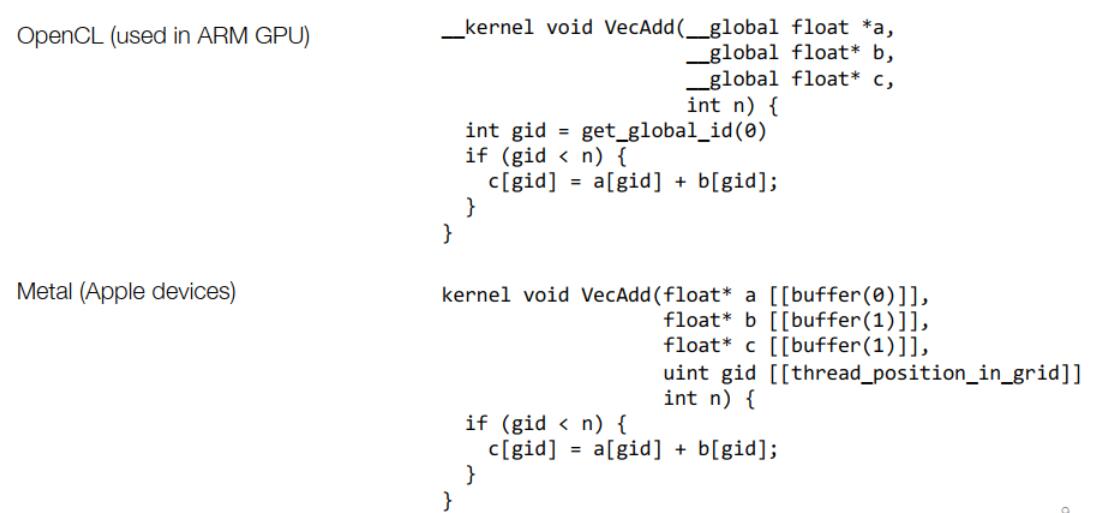 OpenCL (used in ARM GPU)
__kernel void VecAdd(__global float *a,
__global float* b,
__global float* c,
int n) {
int gid = get_global_id(0)
if (gid < n) {
c[gid] = a[gid] + b[gid];
}
}
Metal (Apple devices)
kernel void VecAdd(float* a [[buffer(0)]],
float* b [[buffer(1)]],
float* c [[buffer(1)]],
uint gid [[thread_position_in_grid]]
int n) {
if (gid < n) {
c[gid] = a[gid] + b[gid];
}
}